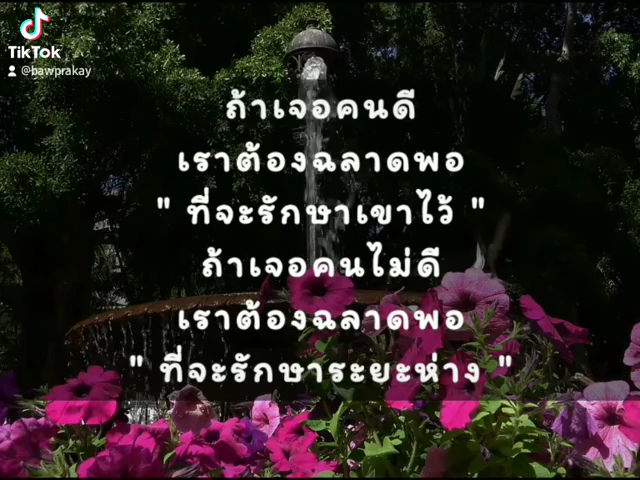 TikTok
@bawprakay
ถ้าเจอคนดี
เราต้องฉลาดพอ
" ที่จะรักษาเขาไว้ "
ถ้าเจอคนไม่ดี
เราต้องฉลาดพอ
" ที่จะรักษาระยะห่าง "